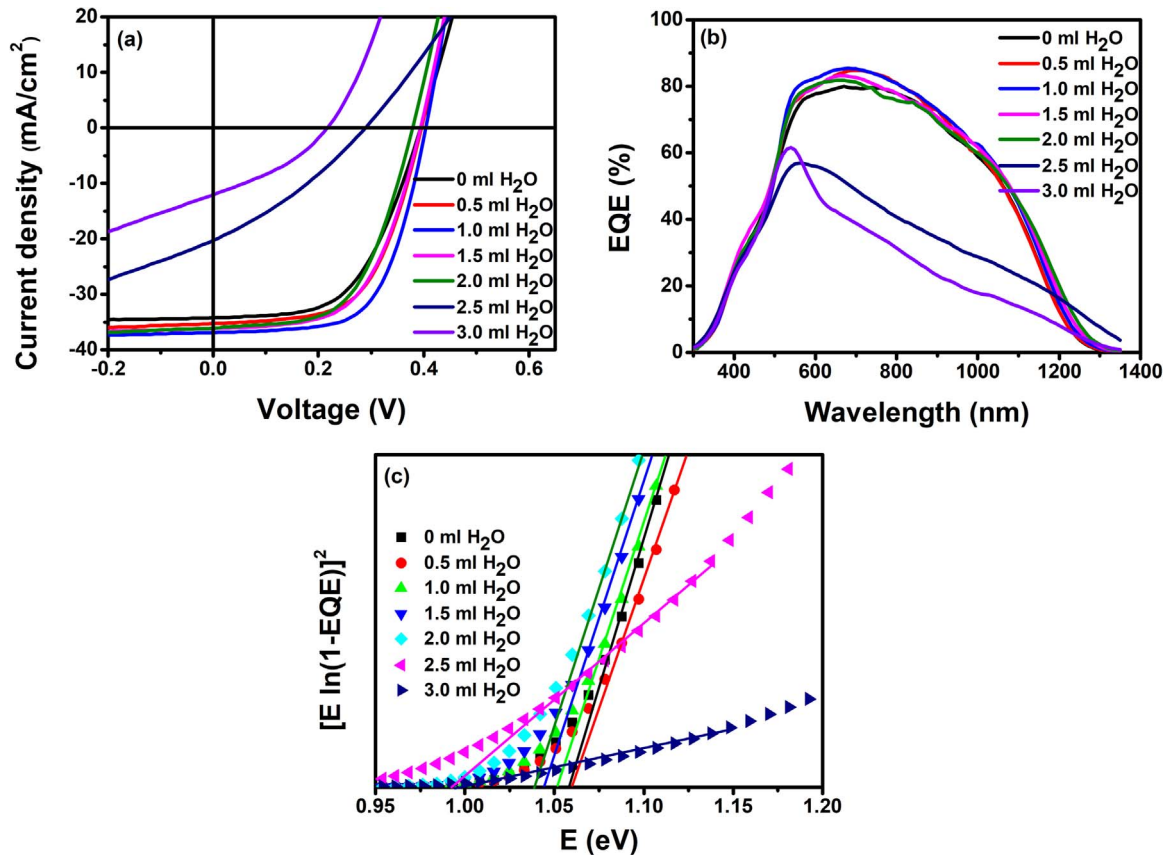 (a)
Current density (mA/cm²)
20
10
0
-10
-20
-30
-40
-0.2
0.0
0.2
0.4
0.6
Voltage (V)
0 ml H₂O
0.5 ml H₂O
1.0 ml H₂O
1.5 ml H₂O
2.0 ml H₂O
2.5 ml H₂O
3.0 ml H₂O
(b)
EQE (%)
100
80
60
40
20
0
400
600
800
1000
1200
1400
Wavelength (nm)
0 ml H₂O
0.5 ml H₂O
1.0 ml H₂O
1.5 ml H₂O
2.0 ml H₂O
2.5 ml H₂O
3.0 ml H₂O
(c)
[E ln(1-EQE)]²
0 ml H₂O
0.5 ml H₂O
1.0 ml H₂O
1.5 ml H₂O
2.0 ml H₂O
2.5 ml H₂O
3.0 ml H₂O
0.95
1.00
1.05
1.10
1.15
1.20
E (eV)